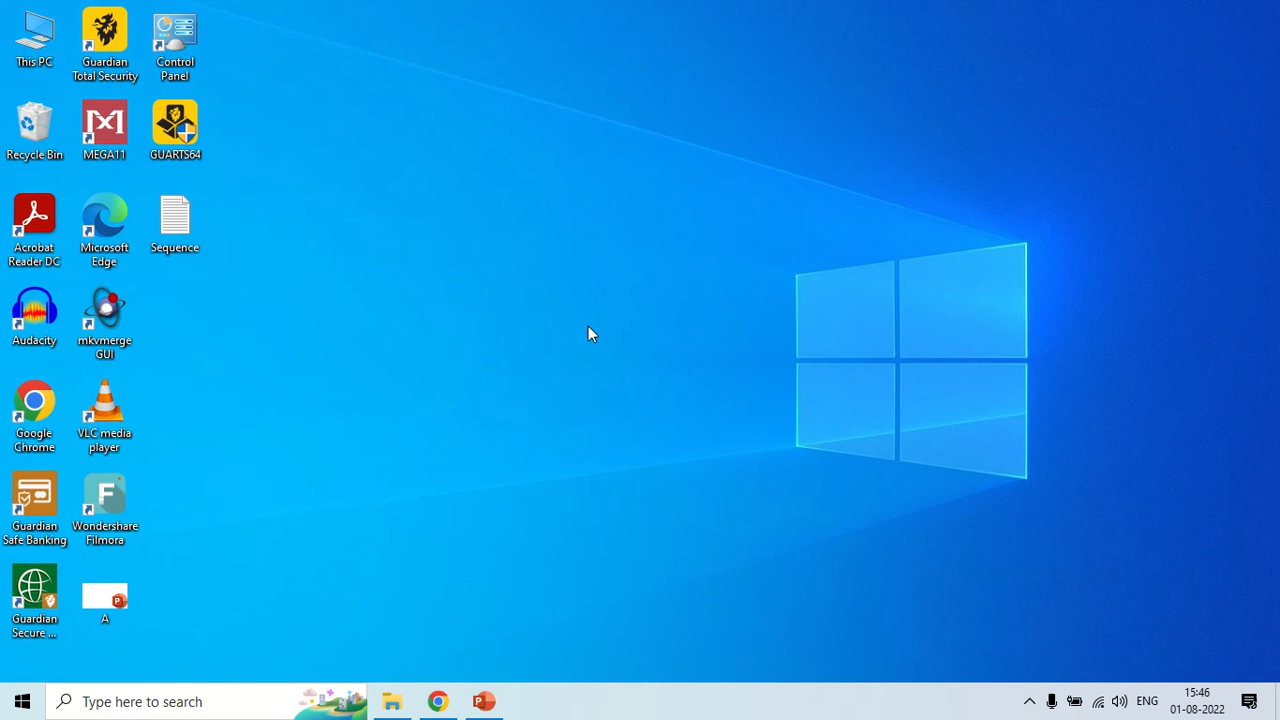 This PC
Guardian
Total Security
Control
Panel
Recycle Bin
MEGA11
GUARTS64
Acrobat
Reader DC
Microsoft
Edge
Sequence
Audacity
mkvmerge
GUI
Google
Chrome
VLC media
player
Guardian
Safe Banking
Wondershare
Filmora
Guardian
Secure ...
A
Type here to search
ENG
15:46
01-08-2022